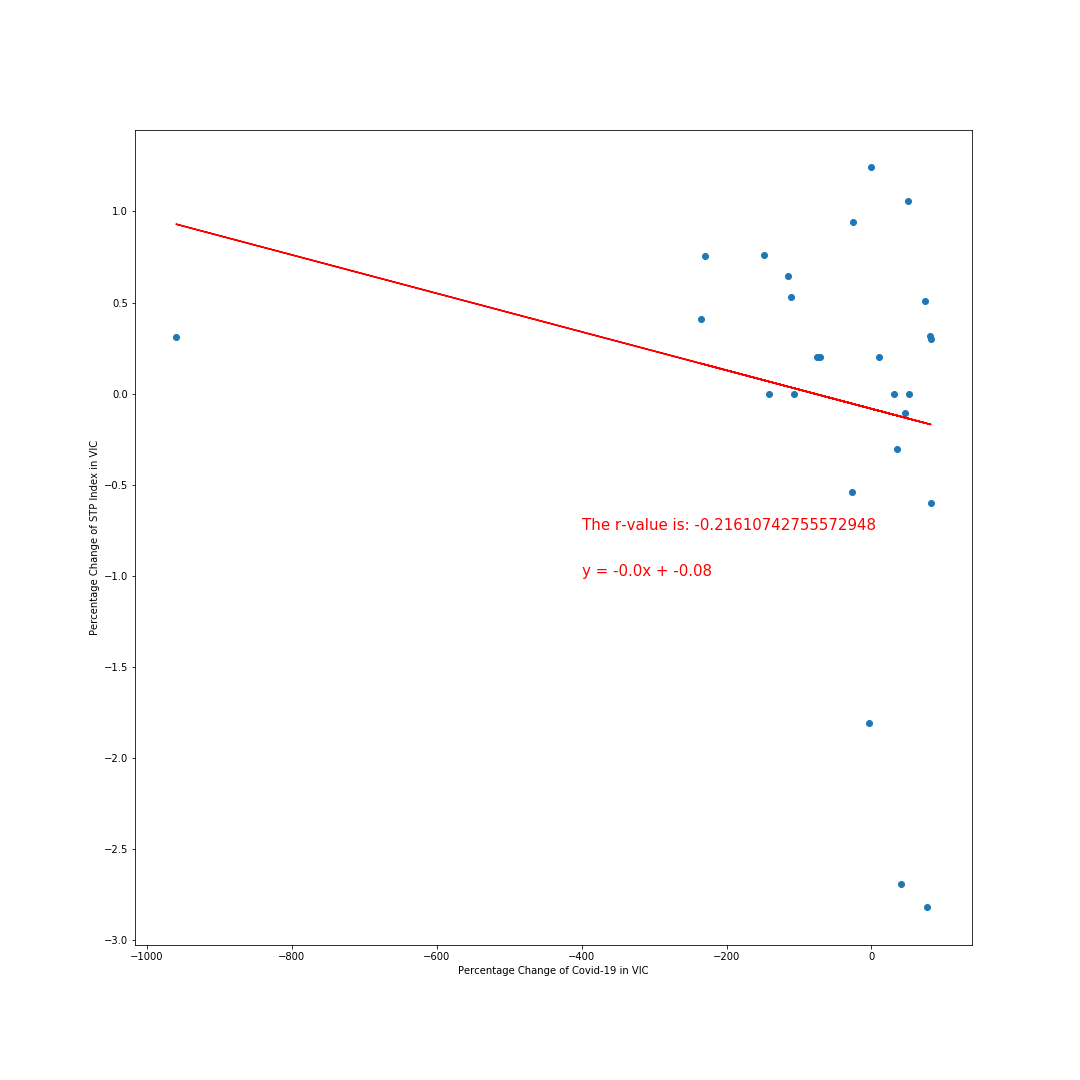 1.0
0.5
0.0
−0.5
−1.0
−1.5
−2.0
−2.5
−3.0
Percentage Change of STP Index in VIC
The r-value is: -0.21610742755572948
y = -0.0x + -0.08
−1000 −800 −600 −400 −200 0
Percentage Change of Covid-19 in VIC